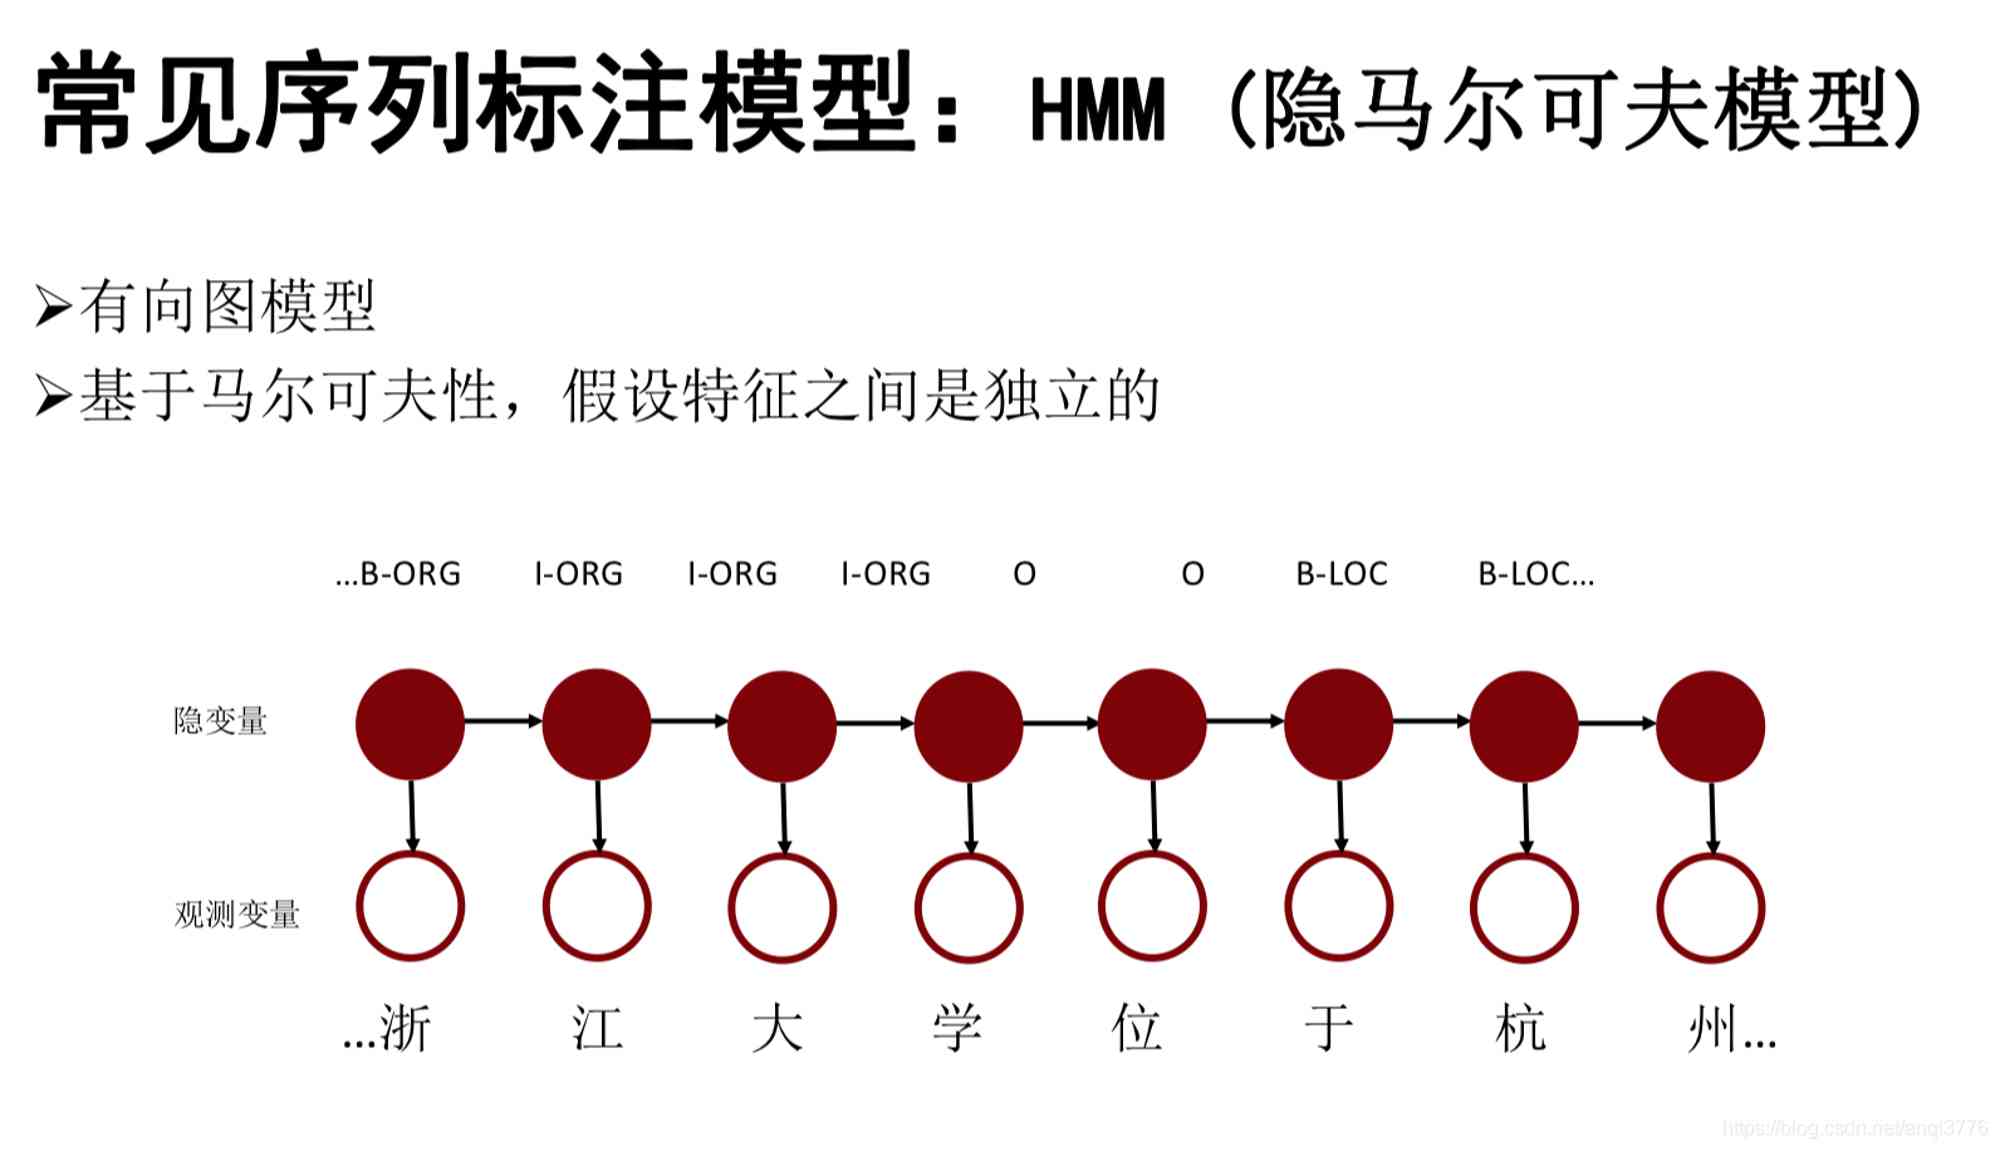 常见序列标注模型：HMM（隐马尔可夫模型）
➢有向图模型
➢基于马尔可夫性，假设特征之间是独立的
...B-ORG I-ORG I-ORG I-ORG O O B-LOC B-LOC...
隐变量
观测变量
...浙 江 大 学 位 于 杭 州...
https://blog.csdn.net/anqi3776